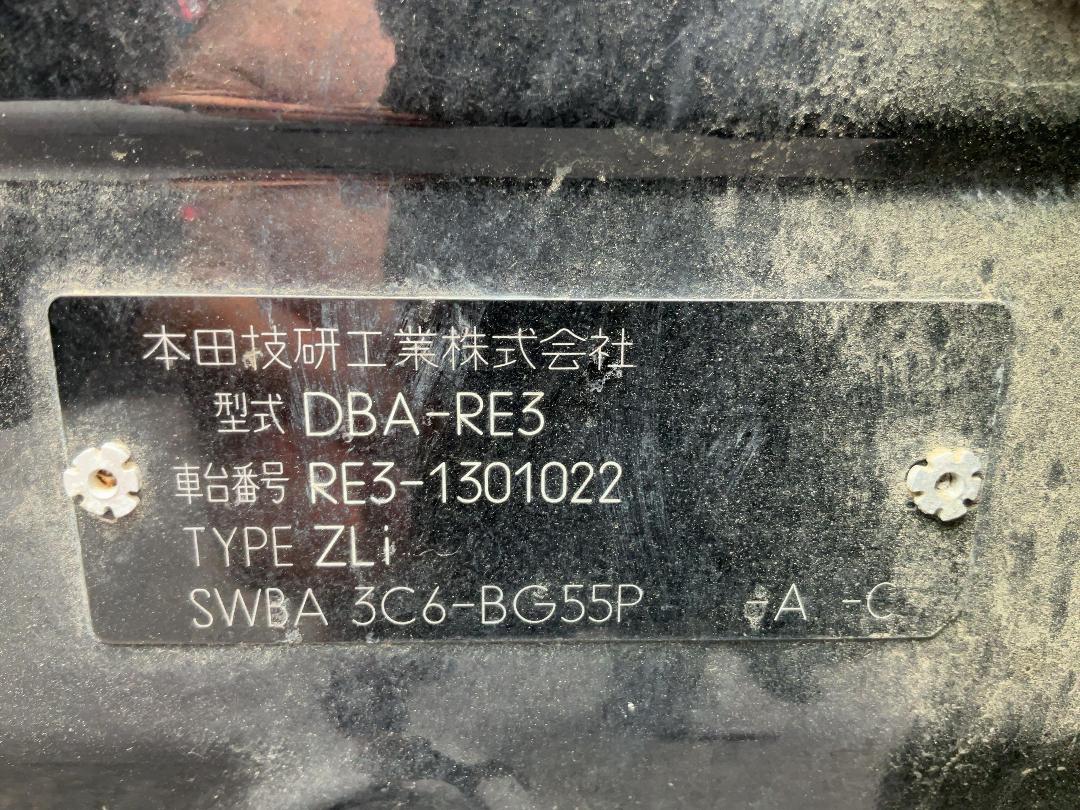 本田技研工業株式会社
型式 DBA-RE3
車台番号 RE3-1301022
TYPE ZLi
SWBA 3C6-BG55P -A -C